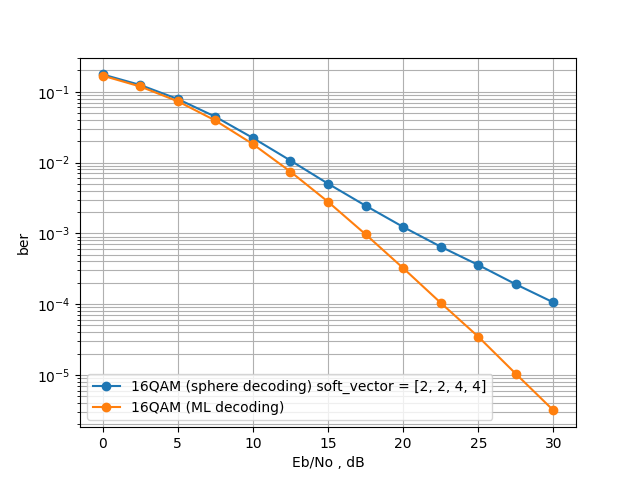 10⁻¹
10⁻²
10⁻³
10⁻⁴
10⁻⁵
ber
16QAM (sphere decoding) soft_vector = [2, 2, 4, 4]
16QAM (ML decoding)
0 5 10 15 20 25 30
Eb/No , dB